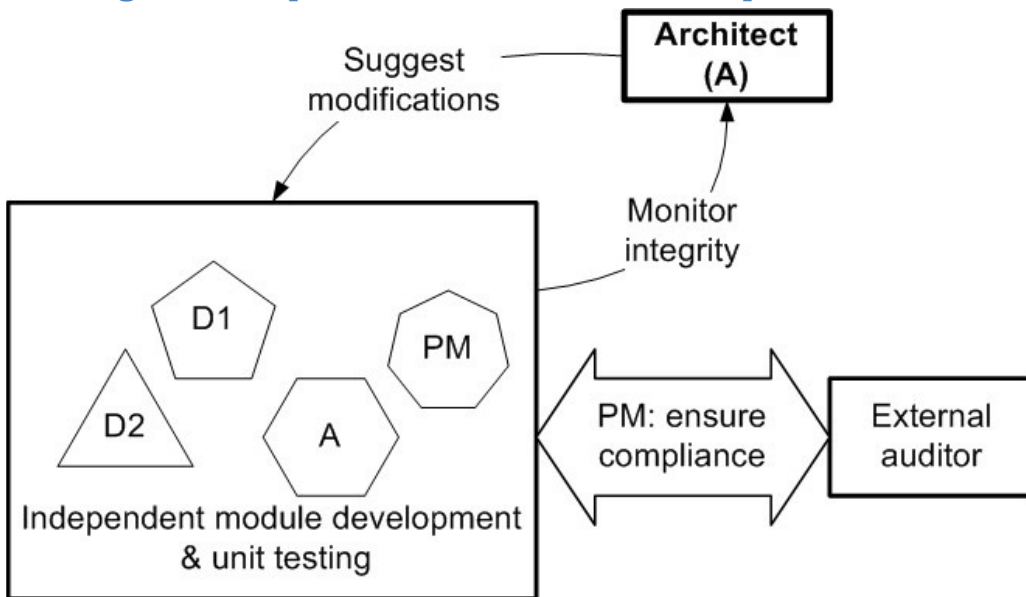 Architect
(A)
Suggest
modifications
Monitor
integrity
D1
PM
D2
A
Independent module development
& unit testing
PM: ensure
compliance
External
auditor